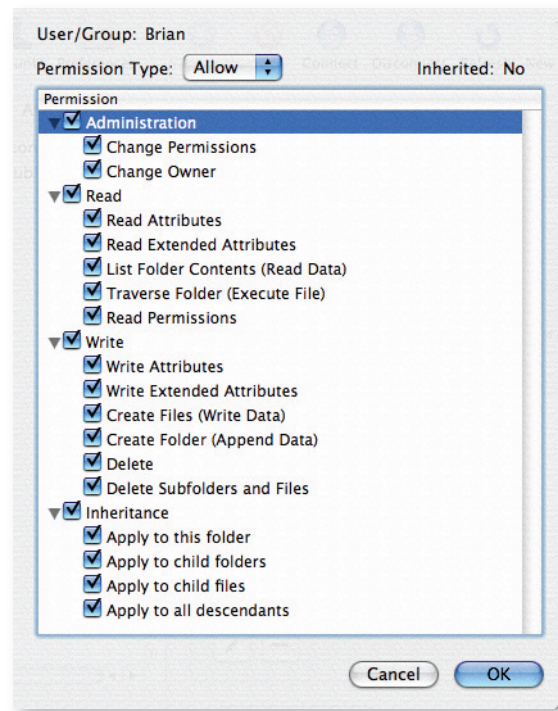 User/Group: Brian
Permission Type: Allow Inherited: No
Permission
Administration
Change Permissions
Change Owner
Read
Read Attributes
Read Extended Attributes
List Folder Contents (Read Data)
Traverse Folder (Execute File)
Read Permissions
Write
Write Attributes
Write Extended Attributes
Create Files (Write Data)
Create Folder (Append Data)
Delete
Delete Subfolders and Files
Inheritance
Apply to this folder
Apply to child folders
Apply to child files
Apply to all descendants
Cancel OK